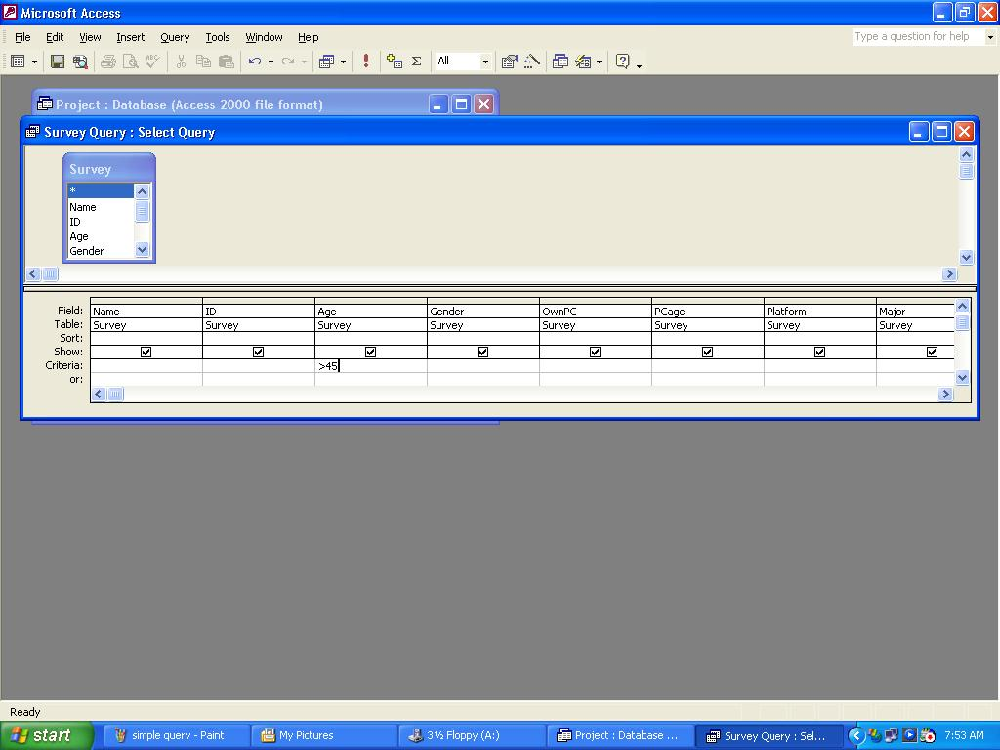 Microsoft Access
File Edit View Insert Query Tools Window Help
Type a question for help
ABC Σ All ?
Project : Database (Access 2000 file format)
Survey Query : Select Query
Survey
*
Name
ID
Age
Gender
Field: Name ID Age Gender OwnPC PCage Platform Major
Table: Survey Survey Survey Survey Survey Survey Survey Survey
Sort:
Show:
Criteria: >45
or:
Ready
start simple query - Paint My Pictures 3½ Floppy (A:) Project : Database ... Survey Query : Sel... 7:53 AM